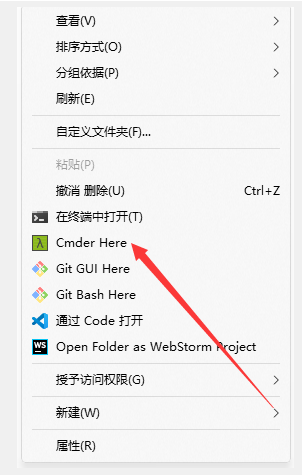 查看(V)
排序方式(O)
分组依据(P)
刷新(E)
自定义文件夹(F)...
粘贴(P)
撤消 删除(U) Ctrl+Z
在终端中打开(T)
Cmder Here
Git GUI Here
Git Bash Here
通过 Code 打开
WS Open Folder as WebStorm Project
授予访问权限(G)
新建(W)
属性(R)